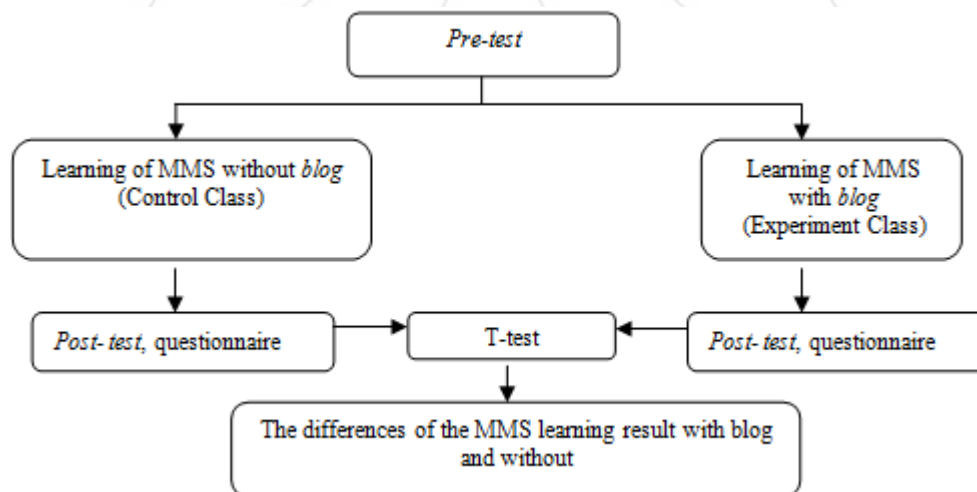 Pre-test
Learning of MMS without blog
(Control Class)
Learning of MMS
with blog
(Experiment Class)
Post- test, questionnaire
T-test
Post- test, questionnaire
The differences of the MMS learning result with blog
and without